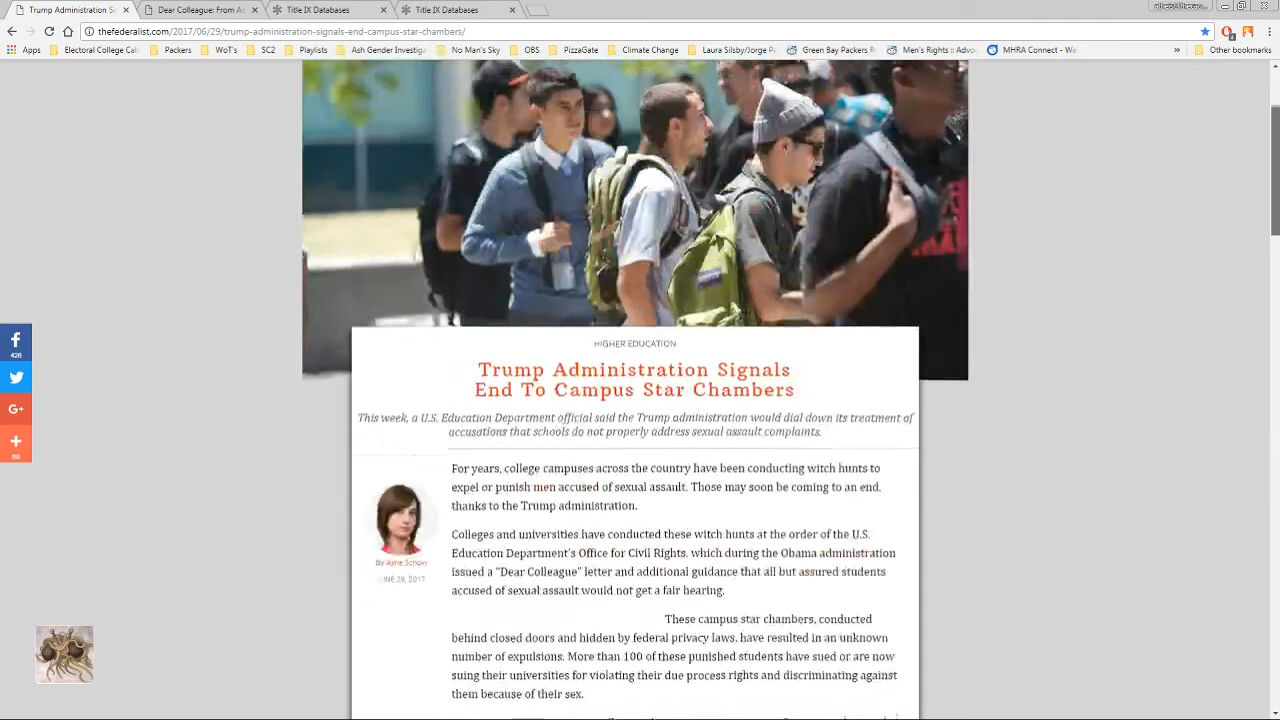 Trump Administration Si
Dear Colleague: From As
Title IX Databases
Title IX Databases
thefederalist.com/2017/06/29/trump-administration-signals-end-campus-star-chambers/
Apps
Electoral College Cal
Packers
WoT's
SC2
Playlists
Ash Gender Investiga
No Man's Sky
OBS
PizzaGate
Climate Change
Laura Silsby/Jorge P
Green Bay Packers R
Men's Rights :: Advoc
MHRA Connect - We
»
Other bookmarks
426
69
HIGHER EDUCATION
Trump Administration Signals
End To Campus Star Chambers
This week, a U.S. Education Department official said the Trump administration would dial down its treatment of
accusations that schools do not properly address sexual assault complaints.
By Ashe Schow
JUNE 29, 2017
For years, college campuses across the country have been conducting witch hunts to
expel or punish men accused of sexual assault. Those may soon be coming to an end,
thanks to the Trump administration.
Colleges and universities have conducted these witch hunts at the order of the U.S.
Education Department's Office for Civil Rights, which during the Obama administration
issued a "Dear Colleague" letter and additional guidance that all but assured students
accused of sexual assault would not get a fair hearing.
These campus star chambers, conducted
behind closed doors and hidden by federal privacy laws, have resulted in an unknown
number of expulsions. More than 100 of these punished students have sued or are now
suing their universities for violating their due process rights and discriminating against
them because of their sex.